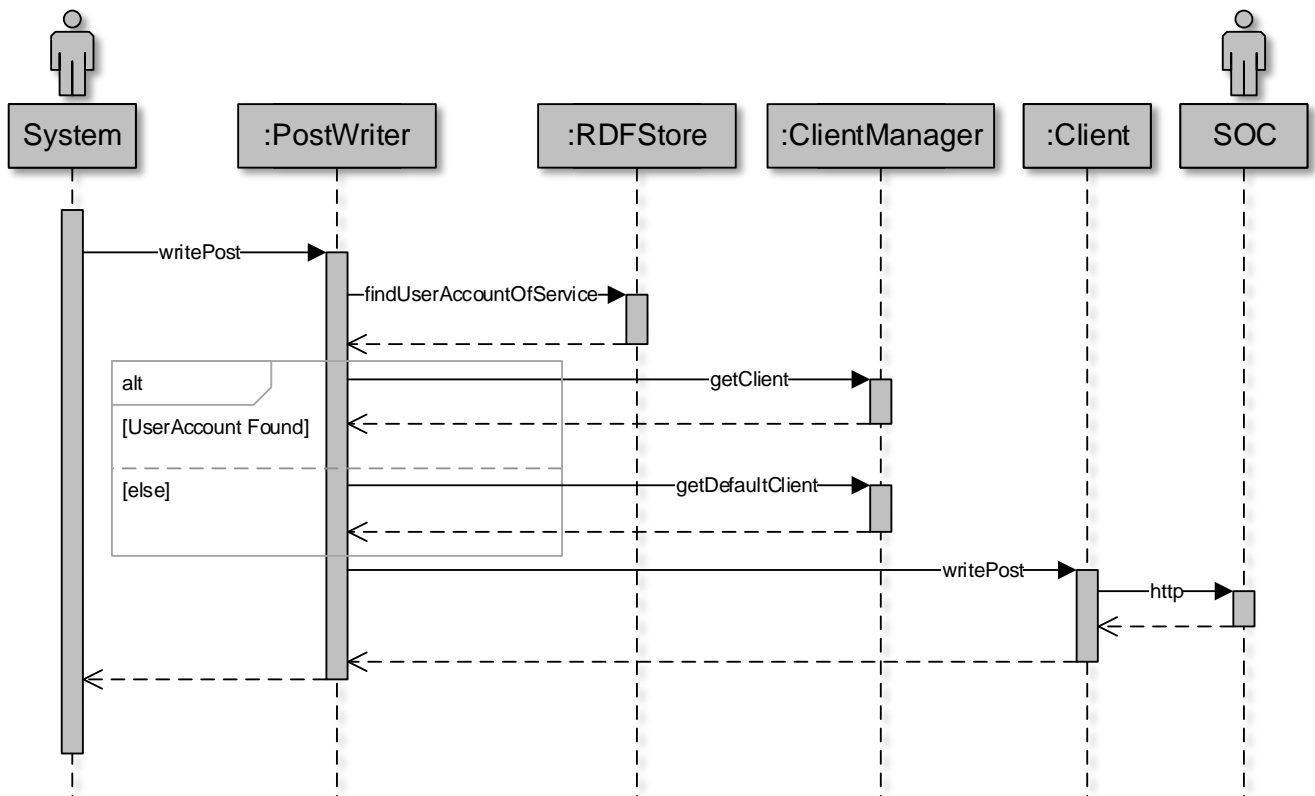 System
:PostWriter
:RDFStore
:ClientManager
:Client
SOC
writePost
findUserAccountOfService
alt
getClient
[UserAccount Found]
[else]
getDefaultClient
writePost
http